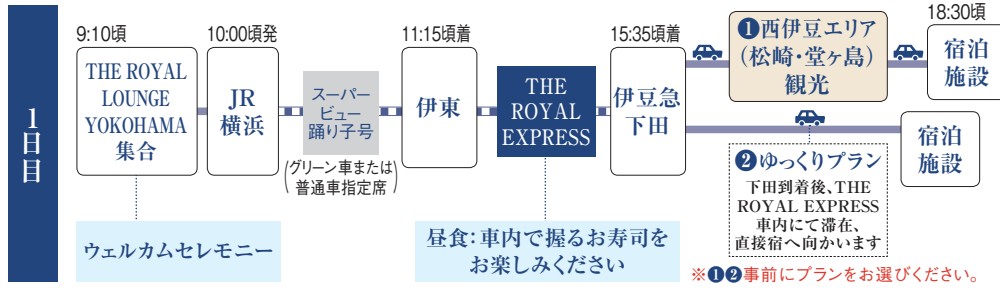 1日目
9:10頃
THE ROYAL
LOUNGE
YOKOHAMA
集合
ウェルカムセレモニー
10:00頃発
JR
横浜
スーパー
ビュー
踊り子号
(グリーン車または
普通車指定席)
11:15頃着
伊東
THE
ROYAL
EXPRESS
昼食:車内で握るお寿司を
お楽しみください
15:35頃着
伊豆急
下田
❶西伊豆エリア
(松崎・堂ヶ島)
観光
18:30頃
宿泊
施設
❷ゆっくりプラン
下田到着後、THE
ROYAL EXPRESS
車内にて滞在、
直接宿へ向かいます
宿泊
施設
※❶❷事前にプランをお選びください。